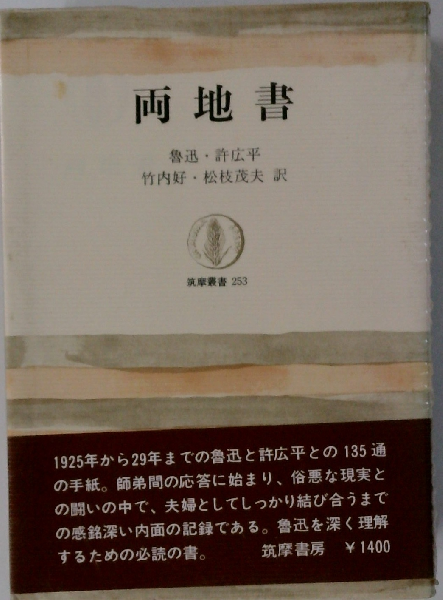 両地書
魯迅・許広平
竹内好・松枝茂夫 訳
筑摩叢書 253
1925年から29年までの魯迅と許広平との 135 通
の手紙。師弟間の応答に始まり、俗悪な現実と
の闘いの中で、夫婦としてしっかり結び合うまで
の感銘深い内面の記録である。魯迅を深く理解
するための必読の書。 筑摩書房 ￥1400